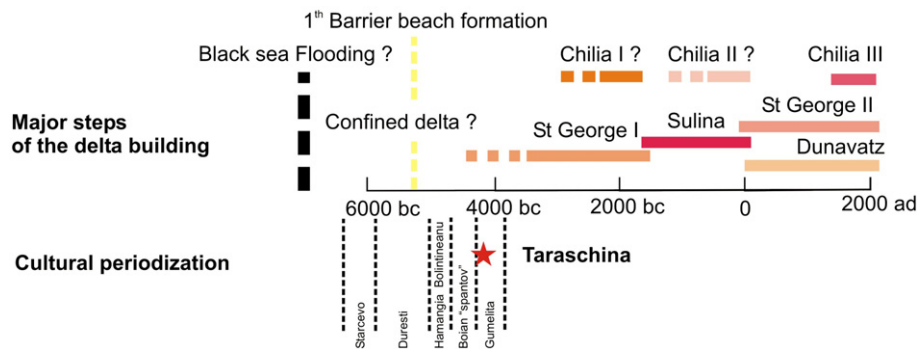 1th Barrier beach formation
Black sea Flooding ?
Chilia I ?
Chilia II ?
Chilia III
Major steps
of the delta building
Confined delta ?
St George I
Sulina
St George II
Dunavatz
6000 bc
4000 bc
2000 bc
0
2000 ad
Cultural periodization
Taraschina
Starcevo
Duresti
Hamangia Bolintineanu
Boian "spantov"
Gumelita